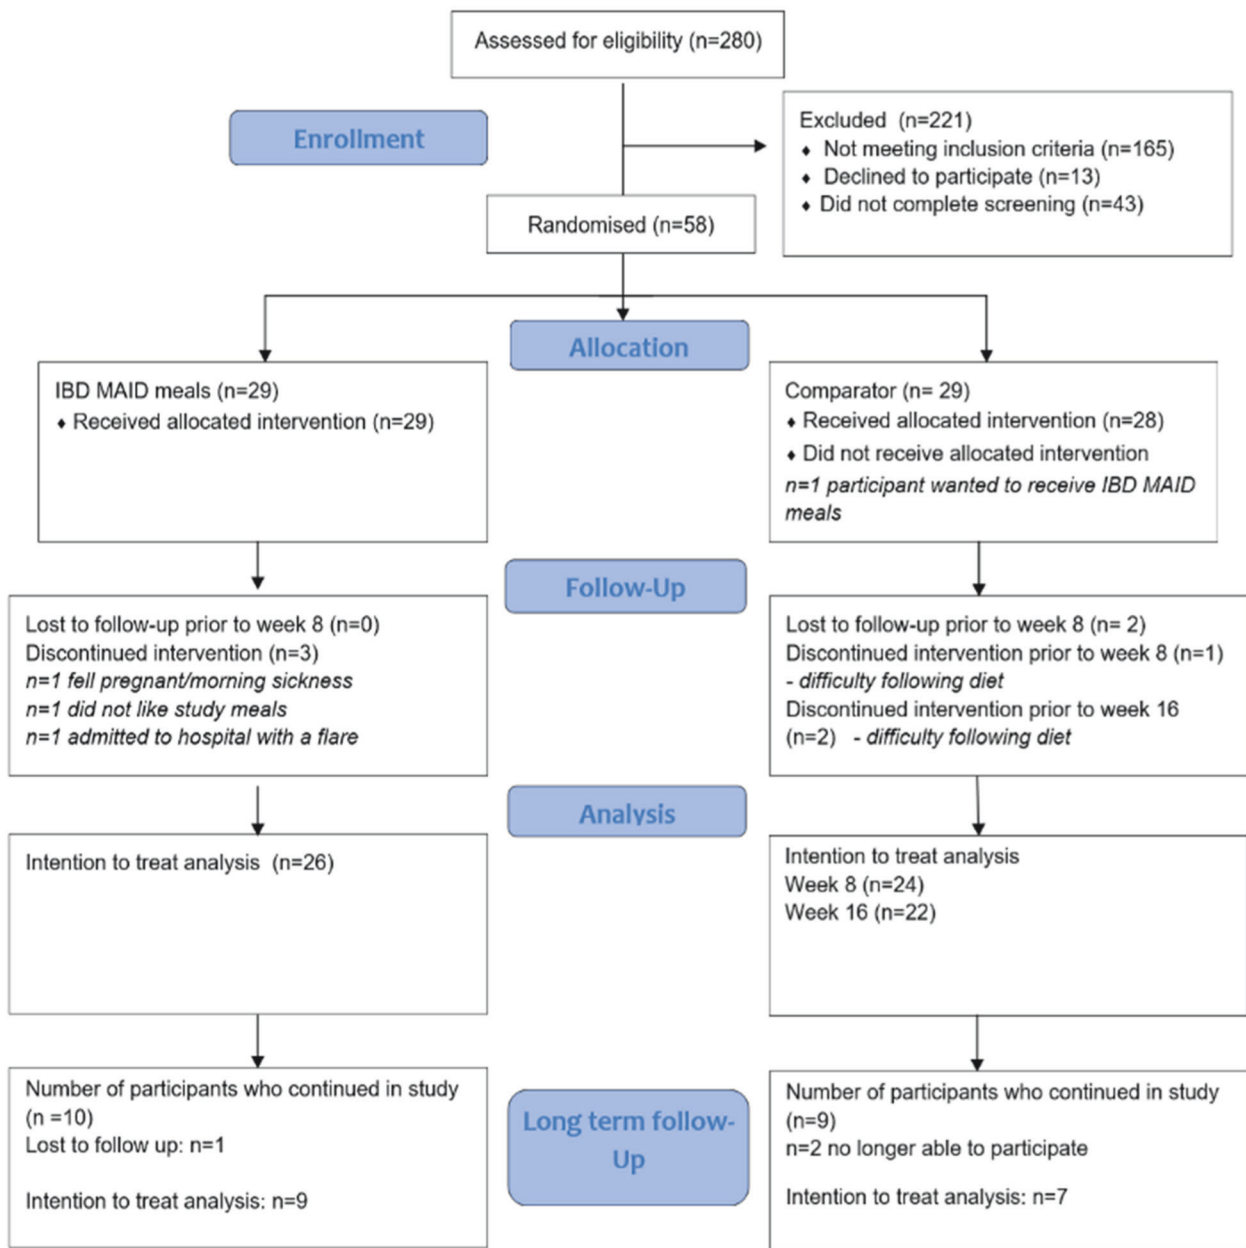 Assessed for eligibility (n=280)
Enrollment
Excluded (n=221)
♦ Not meeting inclusion criteria (n=165)
♦ Declined to participate (n=13)
♦ Did not complete screening (n=43)
Randomised (n=58)
Allocation
IBD MAID meals (n=29)
♦ Received allocated intervention (n=29)
Comparator (n= 29)
♦ Received allocated intervention (n=28)
♦ Did not receive allocated intervention
n=1 participant wanted to receive IBD MAID
meals
Follow-Up
Lost to follow-up prior to week 8 (n=0)
Discontinued intervention (n=3)
n=1 fell pregnant/morning sickness
n=1 did not like study meals
n=1 admitted to hospital with a flare
Lost to follow-up prior to week 8 (n= 2)
Discontinued intervention prior to week 8 (n=1)
- difficulty following diet
Discontinued intervention prior to week 16
(n=2) - difficulty following diet
Analysis
Intention to treat analysis (n=26)
Intention to treat analysis
Week 8 (n=24)
Week 16 (n=22)
Number of participants who continued in study
(n =10)
Lost to follow up: n=1
Intention to treat analysis: n=9
Long term follow-
Up
Number of participants who continued in study
(n=9)
n=2 no longer able to participate
Intention to treat analysis: n=7